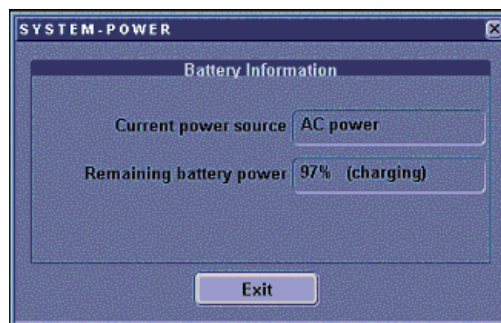 SYSTEM-POWER
Battery Information
Current power source AC power
Remaining battery power 97% (charging)
Exit